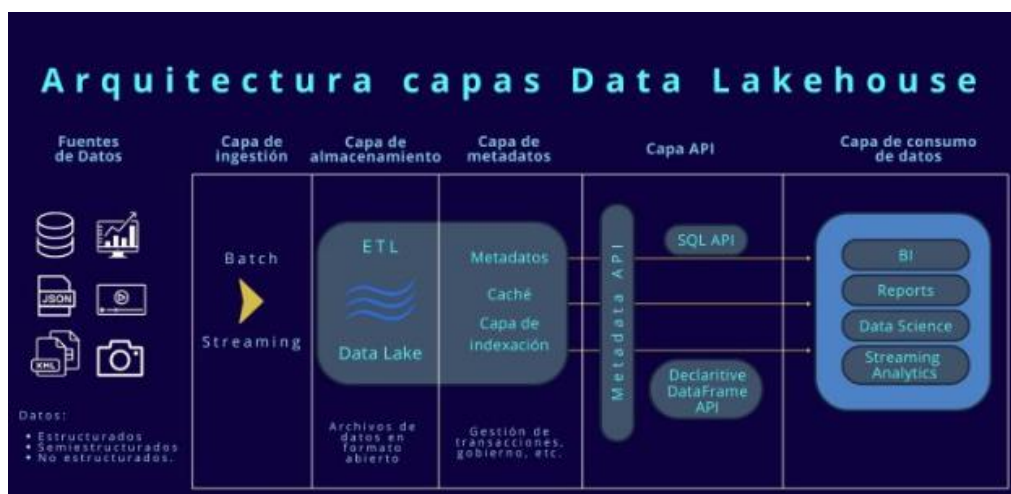 Arquitectura capas Data Lakehouse
Fuentes
de Datos
Capa de
ingestión
Capa de
almacenamiento
Capa de
metadatos
Capa API
Capa de consumo
de datos
JSON
XML
Datos:
• Estructurados
• Semiestructurados
• No estructurados.
Batch
Streaming
ETL
Data Lake
Archivos de
datos en
formato
abierto
Metadatos
Caché
Capa de
indexación
Gestión de
transacciones,
gobierno, etc.
Metadata API
SQL API
Declaritive
DataFrame
API
BI
Reports
Data Science
Streaming
Analytics